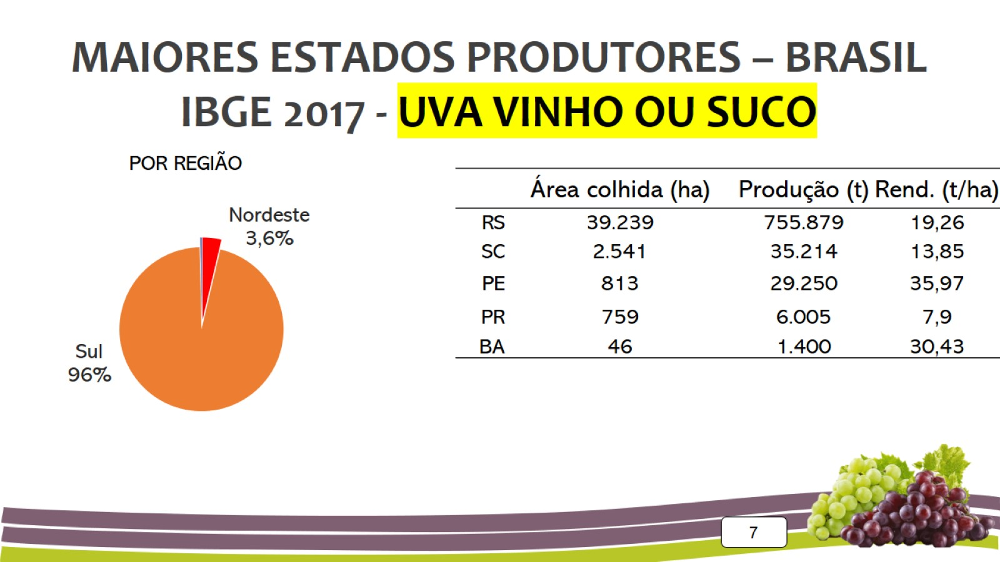 MAIORES ESTADOS PRODUTORES – BRASIL
IBGE 2017 - UVA VINHO OU SUCO
POR REGIÃO
Nordeste
3,6%
Sul
96%
Área colhida (ha) Produção (t) Rend. (t/ha)
RS 39.239 755.879 19,26
SC 2.541 35.214 13,85
PE 813 29.250 35,97
PR 759 6.005 7,9
BA 46 1.400 30,43
7